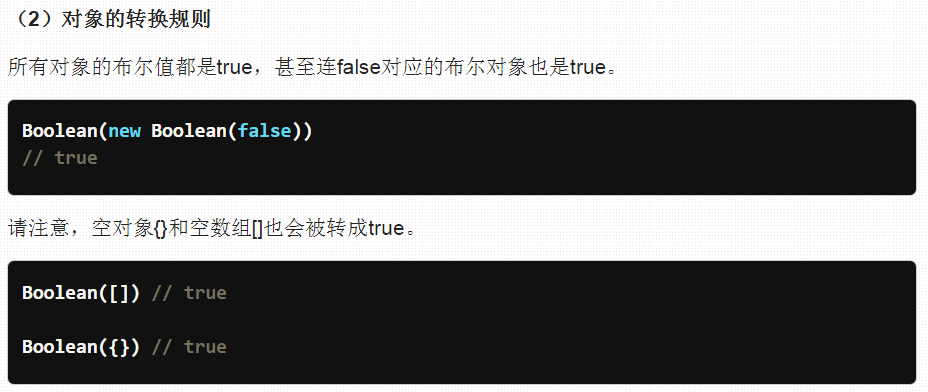 （2）对象的转换规则
所有对象的布尔值都是true，甚至连false对应的布尔对象也是true。
Boolean(new Boolean(false))
// true
请注意，空对象{}和空数组[]也会被转成true。
Boolean([]) // true
Boolean({}) // true